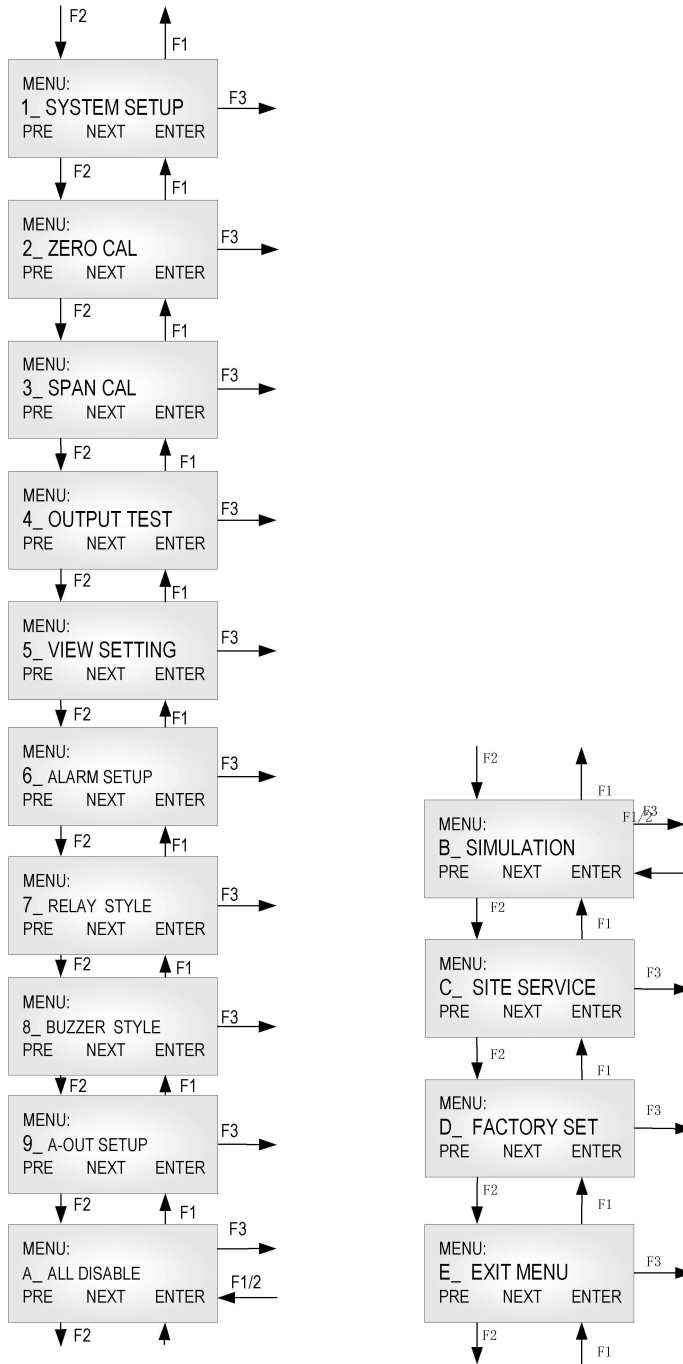 F2
F1
MENU:
1_ SYSTEM SETUP
PRE NEXT ENTER
F3
F2
F1
MENU:
2_ ZERO CAL
PRE NEXT ENTER
F3
F2
F1
MENU:
3_ SPAN CAL
PRE NEXT ENTER
F3
F2
F1
MENU:
4_ OUTPUT TEST
PRE NEXT ENTER
F3
F2
F1
MENU:
5_ VIEW SETTING
PRE NEXT ENTER
F3
F2
F1
MENU:
6_ ALARM SETUP
PRE NEXT ENTER
F3
F2
F1
MENU:
7_ RELAY STYLE
PRE NEXT ENTER
F3
F2
F1
MENU:
8_ BUZZER STYLE
PRE NEXT ENTER
F3
F2
F1
MENU:
9_ A-OUT SETUP
PRE NEXT ENTER
F3
F2
F1
MENU:
A_ ALL DISABLE
PRE NEXT ENTER
F3
F1/2
F2
F2
F1
MENU:
B_ SIMULATION
PRE NEXT ENTER
F1/2
F3
F2
F1
MENU:
C_ SITE SERVICE
PRE NEXT ENTER
F3
F2
F1
MENU:
D_ FACTORY SET
PRE NEXT ENTER
F3
F2
F1
MENU:
E_ EXIT MENU
PRE NEXT ENTER
F3
F2
F1